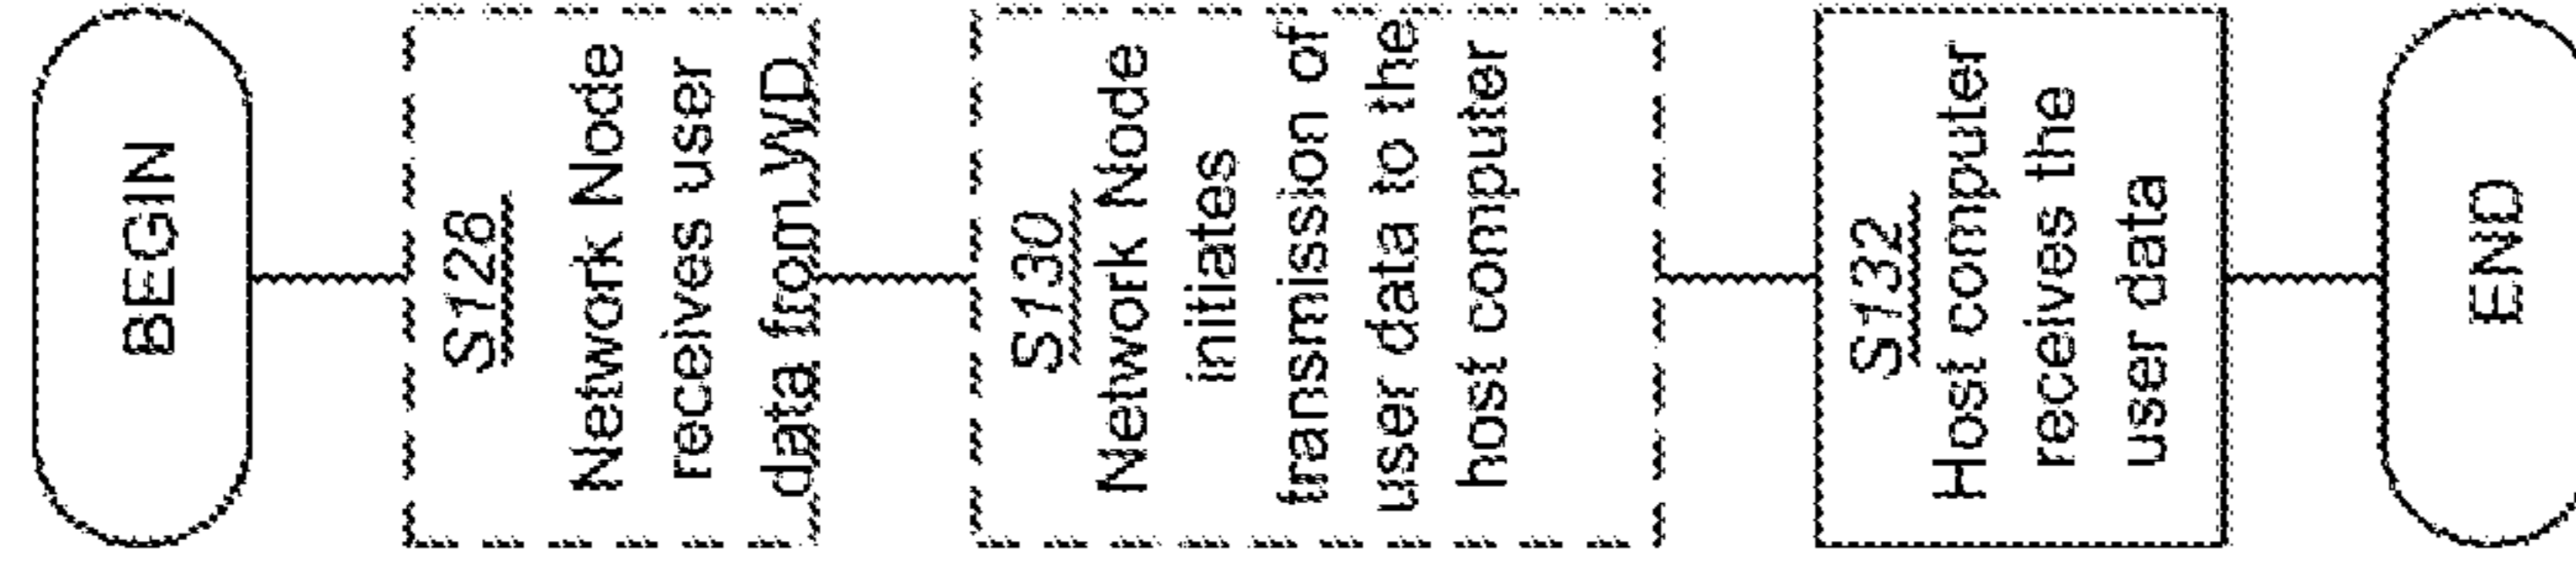 BEGIN
S128
Network Node
receives user
data from WD
S130
Network Node
initiates
transmission of
user data to the
host computer
S132
Host computer
receives the
user data
END